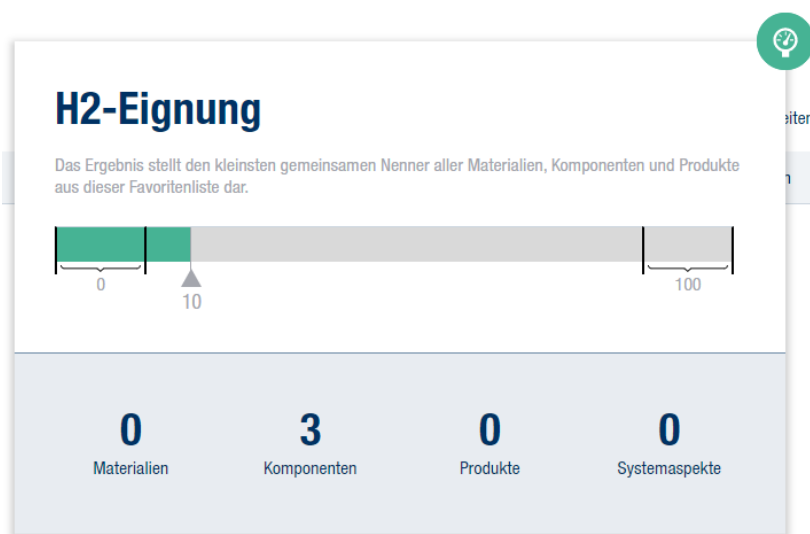 H2-Eignung
Das Ergebnis stellt den kleinsten gemeinsamen Nenner aller Materialien, Komponenten und Produkte
aus dieser Favoritenliste dar.
0
10
100
0
3
0
0
Materialien
Komponenten
Produkte
Systemaspekte